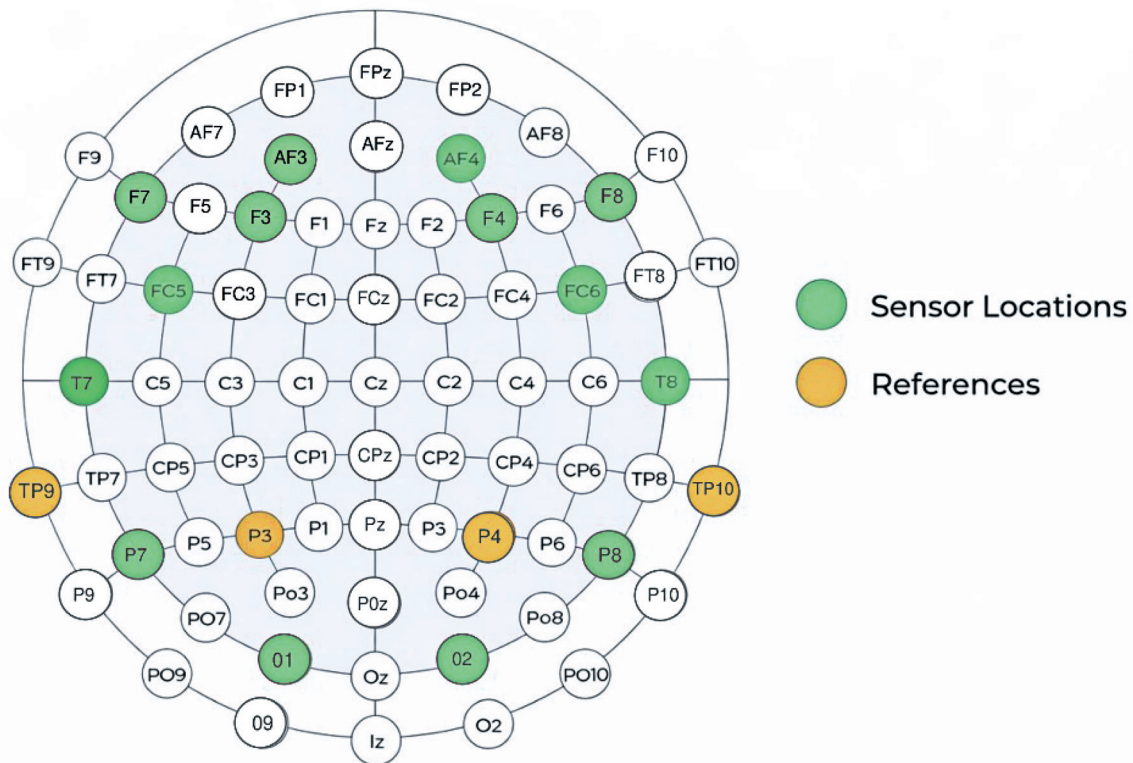 FPz
FP1
FP2
AF7
AFz
AF8
F9
AF3
AF4
F10
F7
F5
F3
F1
Fz
F2
F4
F6
F8
FT9
FT7
FC5
FC3
FC1
FCz
FC2
FC4
FC6
FT8
FT10
Sensor Locations
T7
C5
C3
C1
Cz
C2
C4
C6
T8
References
TP9
TP7
CP5
CP3
CP1
CPz
CP2
CP4
CP6
TP8
TP10
P7
P5
P3
P1
Pz
P3
P4
P6
P8
P9
Po3
P0z
Po4
P10
PO7
Po8
01
02
PO9
Oz
PO10
09
Iz
O2